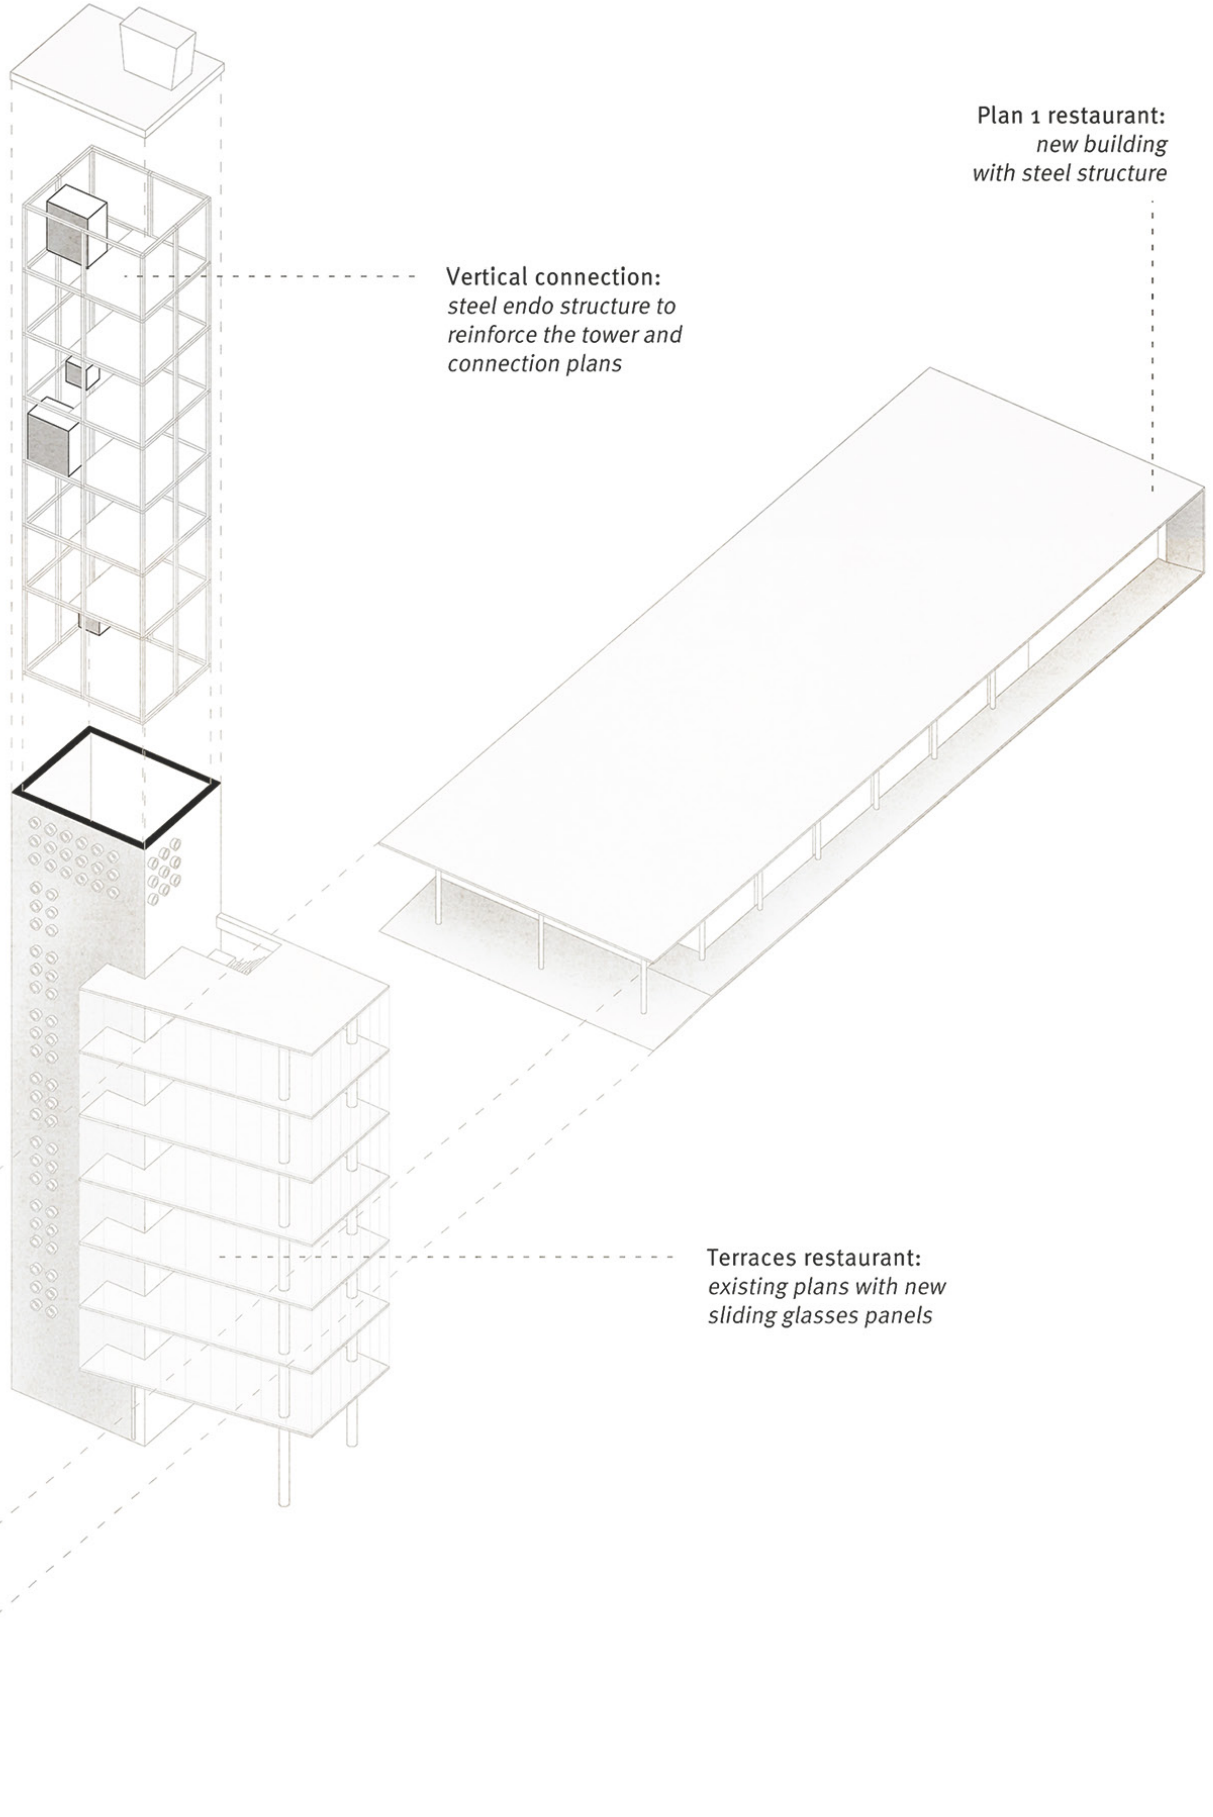 Plan 1 restaurant:
new building
with steel structure
Vertical connection:
steel endo structure to
reinforce the tower and
connection plans
Terraces restaurant:
existing plans with new
sliding glasses panels